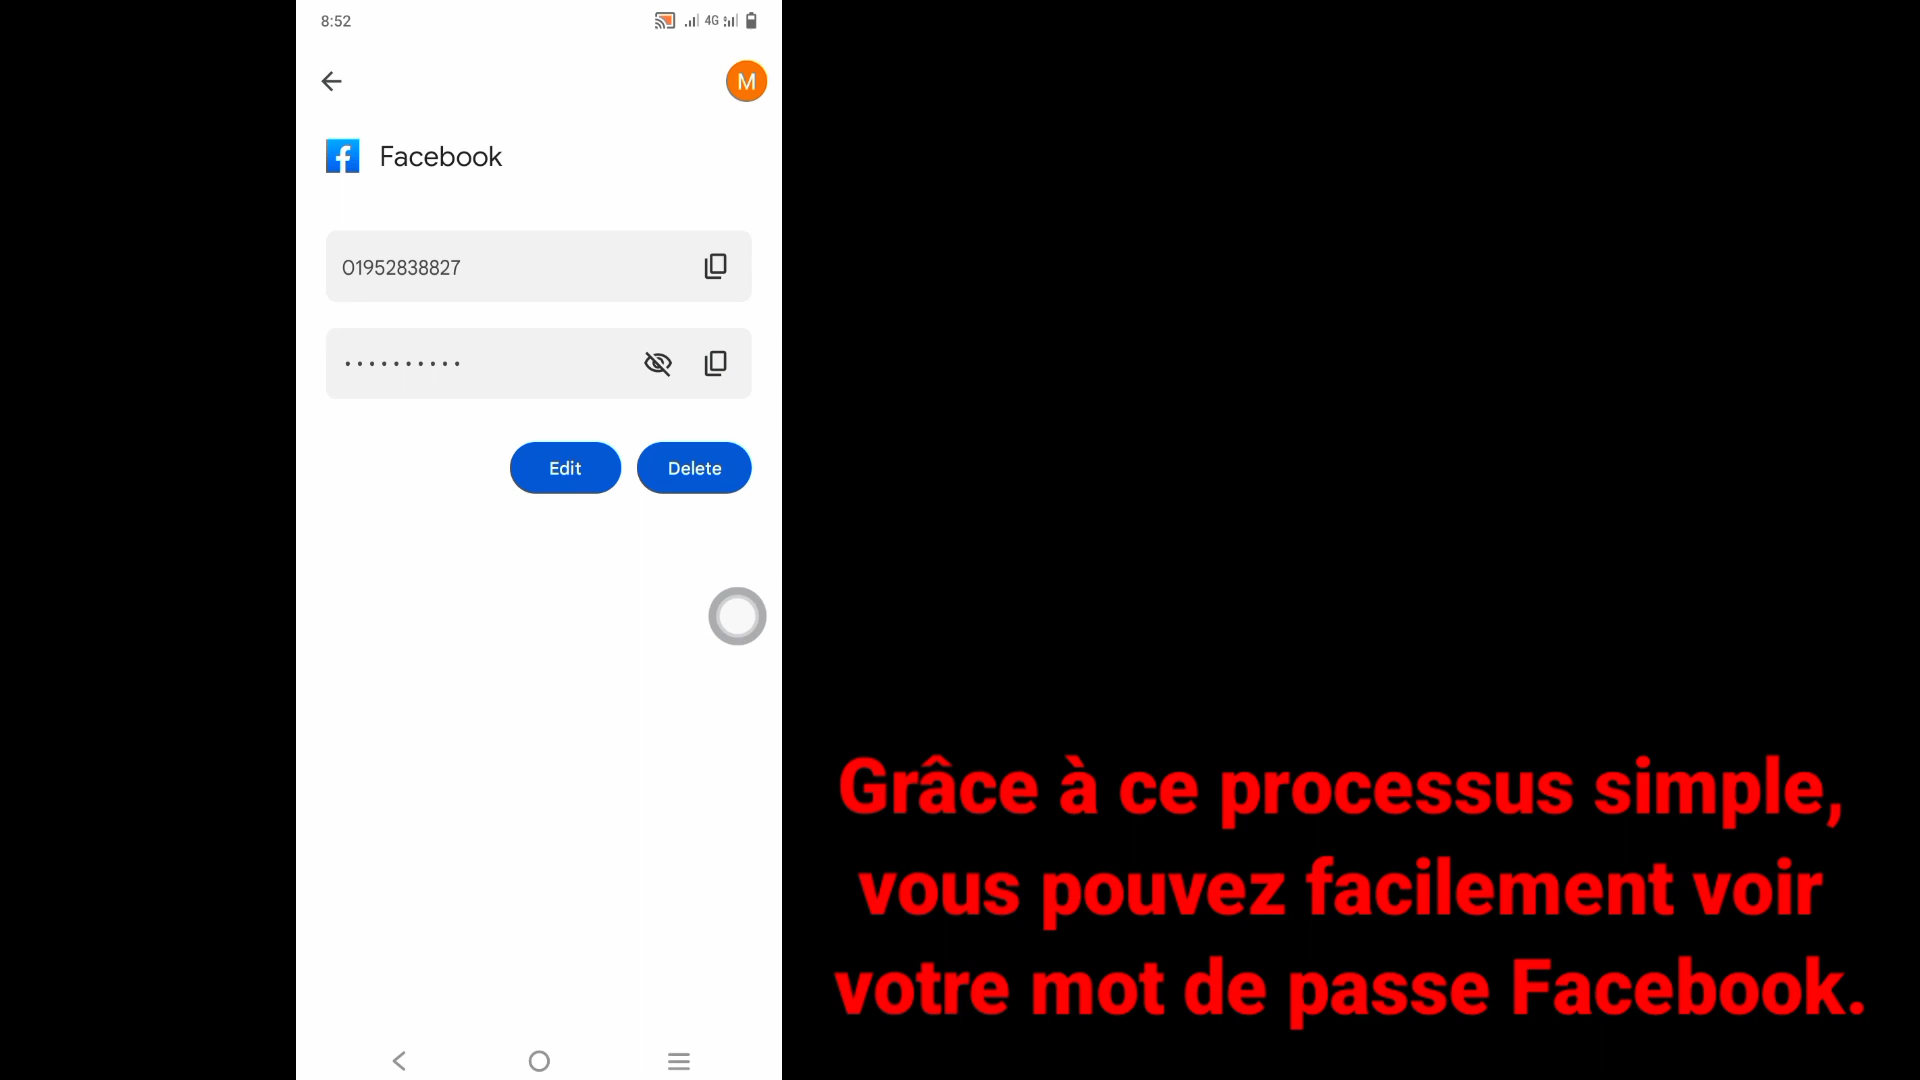 8:52
4G
M
Facebook
01952838827
••••••••••
Edit
Delete
Grâce à ce processus simple,
vous pouvez facilement voir
votre mot de passe Facebook.